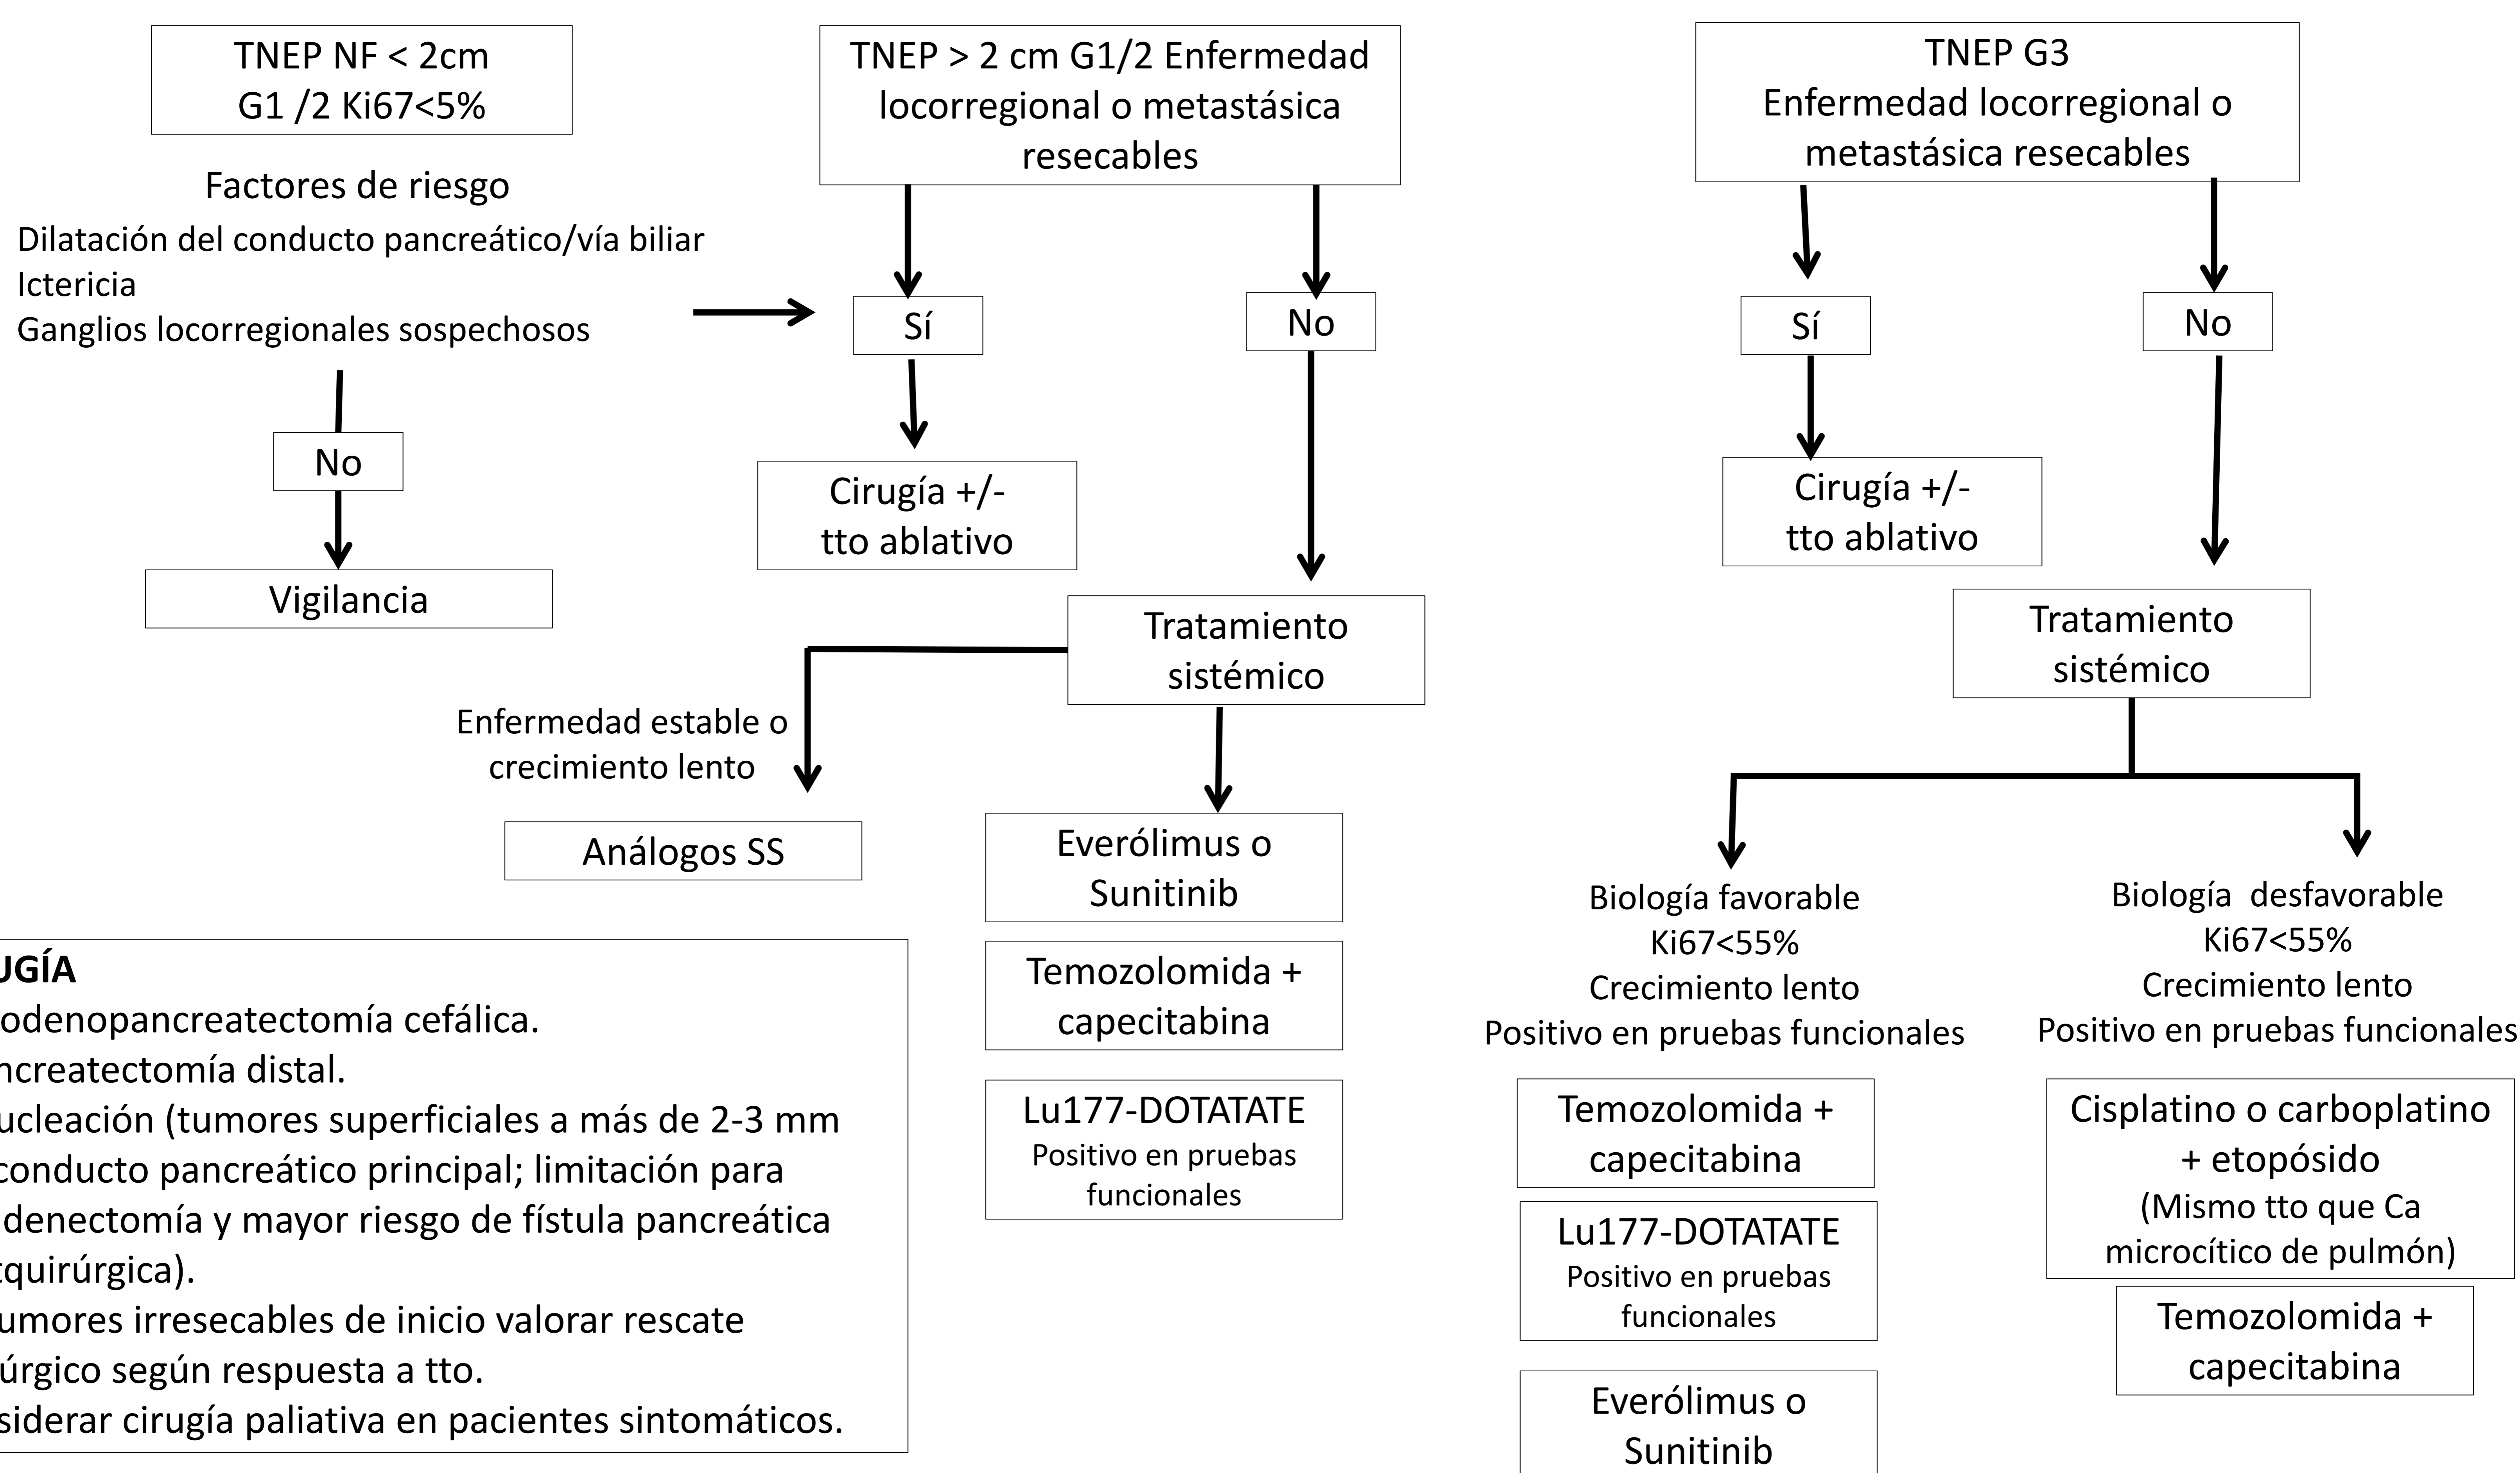 TNEP NF < 2cm
G1 /2 Ki67<5%
Factores de riesgo
Dilatación del conducto pancreático/vía biliar
Ictericia
Ganglios locorregionales sospechosos
No
Vigilancia
TNEP > 2 cm G1/2 Enfermedad
locorregional o metastásica
resecables
Sí
No
Cirugía +/-
tto ablativo
Tratamiento
sistémico
Enfermedad estable o
crecimiento lento
Análogos SS
Everólimus o
Sunitinib
Temozolomida +
capecitabina
Lu177-DOTATATE
Positivo en pruebas
funcionales
TNEP G3
Enfermedad locorregional o
metastásica resecables
Sí
No
Cirugía +/-
tto ablativo
Tratamiento
sistémico
Biología favorable
Ki67<55%
Crecimiento lento
Positivo en pruebas funcionales
Temozolomida +
capecitabina
Lu177-DOTATATE
Positivo en pruebas
funcionales
Everólimus o
Sunitinib
Biología  desfavorable
Ki67<55%
Crecimiento lento
Positivo en pruebas funcionales
Cisplatino o carboplatino
+ etopósido
(Mismo tto que Ca
microcítico de pulmón)
Temozolomida +
capecitabina
UGÍA
odenopancreatectomía cefálica.
ncreatectomía distal.
ucleación (tumores superficiales a más de 2-3 mm
conducto pancreático principal; limitación para
denectomía y mayor riesgo de fístula pancreática
tquirúrgica).
umores irresecables de inicio valorar rescate
úrgico según respuesta a tto.
siderar cirugía paliativa en pacientes sintomáticos.